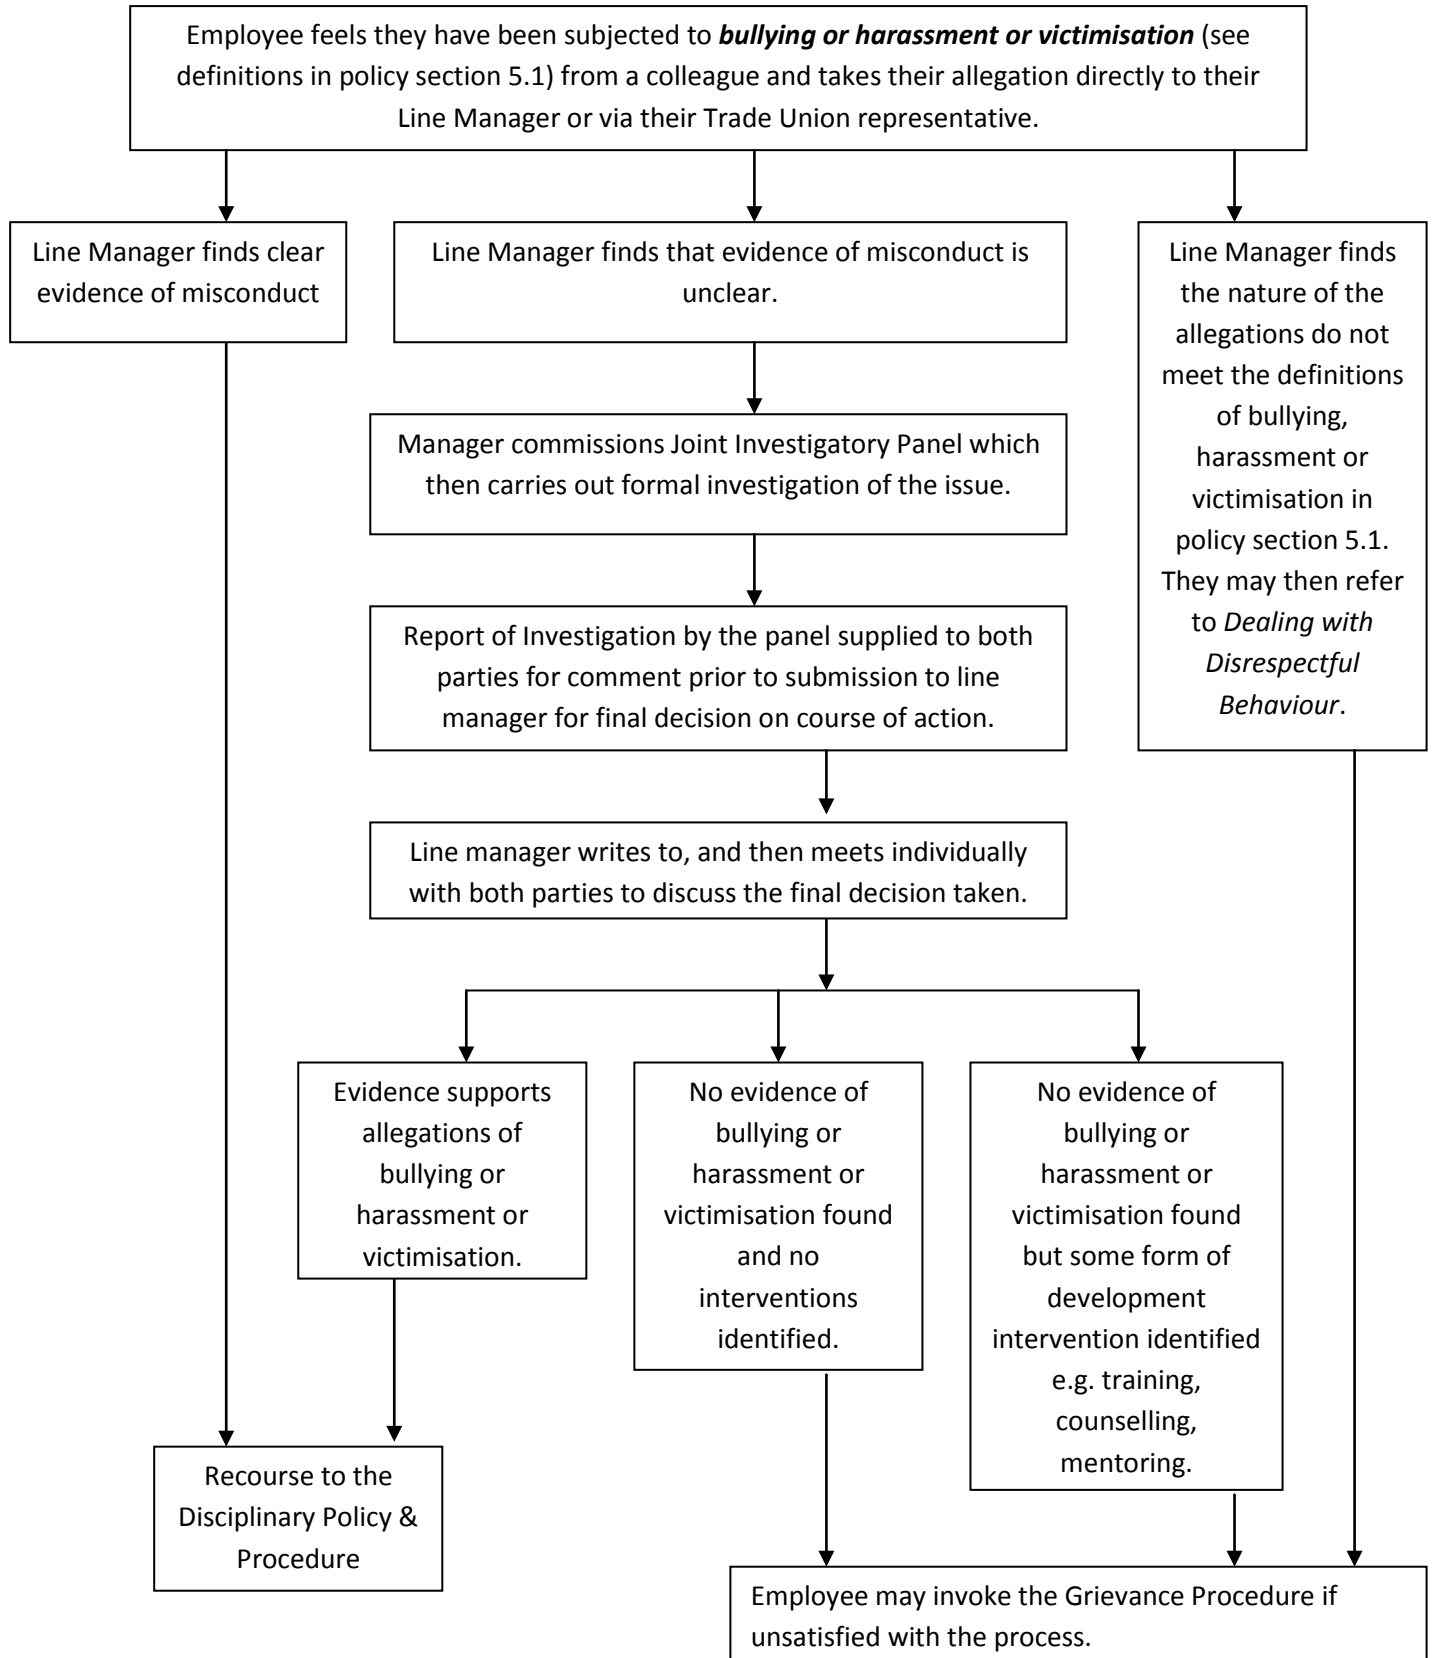 Employee feels they have been subjected to bullying or harassment or victimisation (see
definitions in policy section 5.1) from a colleague and takes their allegation directly to their
Line Manager or via their Trade Union representative.
Line Manager finds clear
evidence of misconduct
Line Manager finds that evidence of misconduct is
unclear.
Line Manager finds
the nature of the
allegations do not
meet the definitions
of bullying,
harassment or
victimisation in
policy section 5.1.
They may then refer
to Dealing with
Disrespectful
Behaviour.
Manager commissions Joint Investigatory Panel which
then carries out formal investigation of the issue.
Report of Investigation by the panel supplied to both
parties for comment prior to submission to line
manager for final decision on course of action.
Line manager writes to, and then meets individually
with both parties to discuss the final decision taken.
Evidence supports
allegations of
bullying or
harassment or
victimisation.
No evidence of
bullying or
harassment or
victimisation found
and no
interventions
identified.
No evidence of
bullying or
harassment or
victimisation found
but some form of
development
intervention identified
e.g. training,
counselling,
mentoring.
Recourse to the
Disciplinary Policy &
Procedure
Employee may invoke the Grievance Procedure if
unsatisfied with the process.